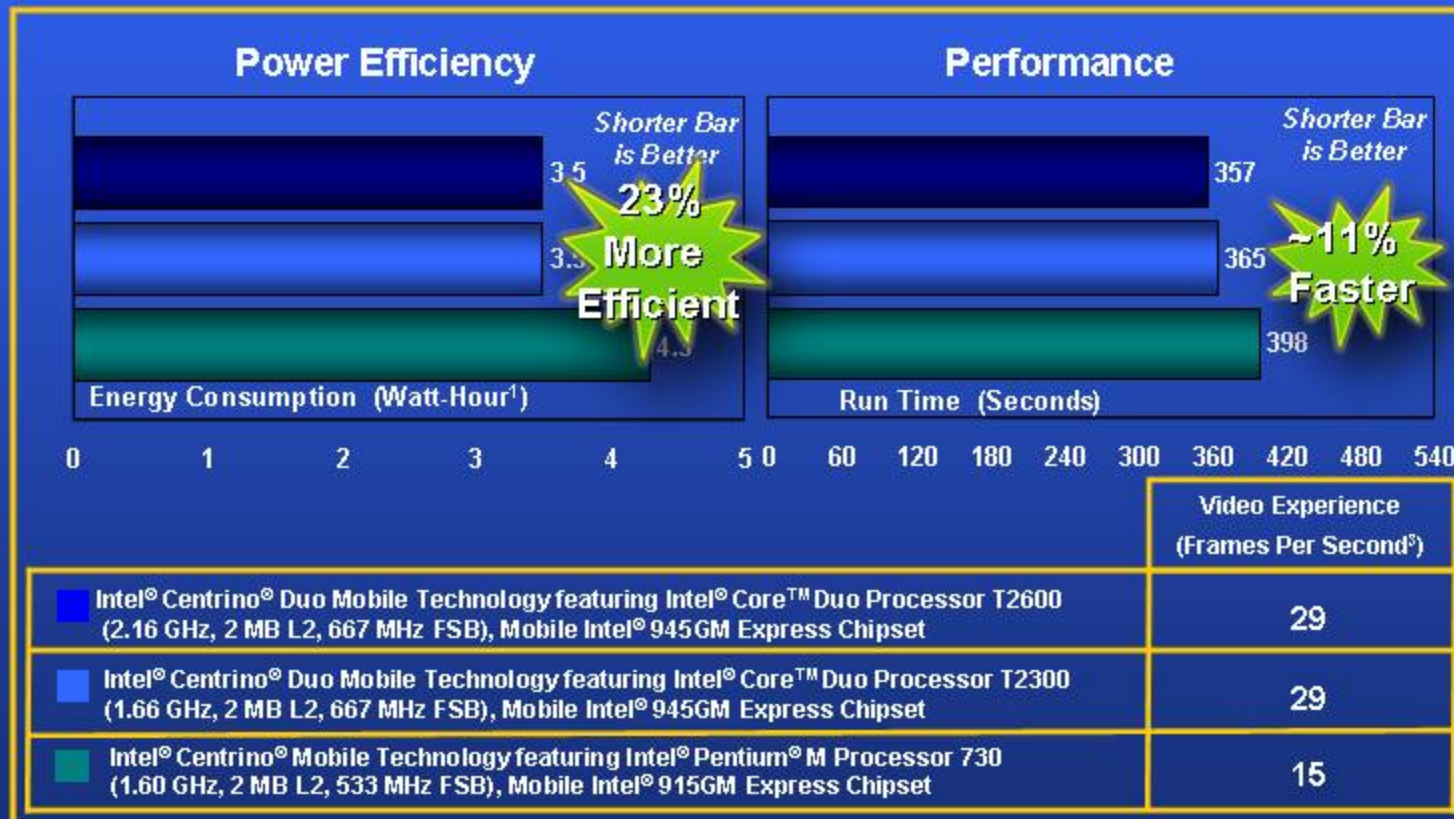 Power Efficiency
Shorter Bar
is Better
3.5
23%
More
Efficient
Energy Consumption (Watt-Hour¹)
0 1 2 3 4 5
Performance
Shorter Bar
is Better
357
365
398
~11%
Faster
Run Time (Seconds)
0 60 120 180 240 300 360 420 480 540
Video Experience
(Frames Per Second³)
Intel® Centrino® Duo Mobile Technology featuring Intel® Core™ Duo Processor T2600
(2.16 GHz, 2 MB L2, 667 MHz FSB), Mobile Intel® 945GM Express Chipset
29
Intel® Centrino® Duo Mobile Technology featuring Intel® Core™ Duo Processor T2300
(1.66 GHz, 2 MB L2, 667 MHz FSB), Mobile Intel® 945GM Express Chipset
29
Intel® Centrino® Mobile Technology featuring Intel® Pentium® M Processor 730
(1.60 GHz, 2 MB L2, 533 MHz FSB), Mobile Intel® 915GM Express Chipset
15